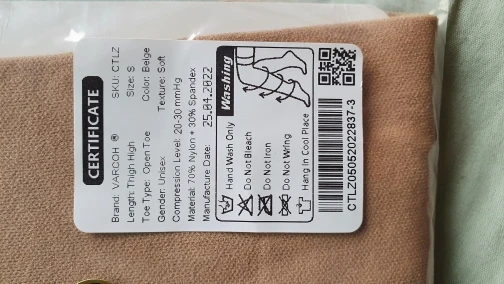 CERTIFICATE
Brand: VARCOH ® SKU: CTLZ
Length: Thigh High Size: S
Toe Type: Open Toe Color: Beige
Gender: Unisex Texture: Soft
Compression Level: 20-30 mmHg
Material: 70% Nylon + 30% Spandex
Manufacture Date: 25.04.2022
Washing
Hand Wash Only
Do Not Bleach
Do Not Iron
Do Not Wring
Hang In Cool Place
CTLZ05052022837-3